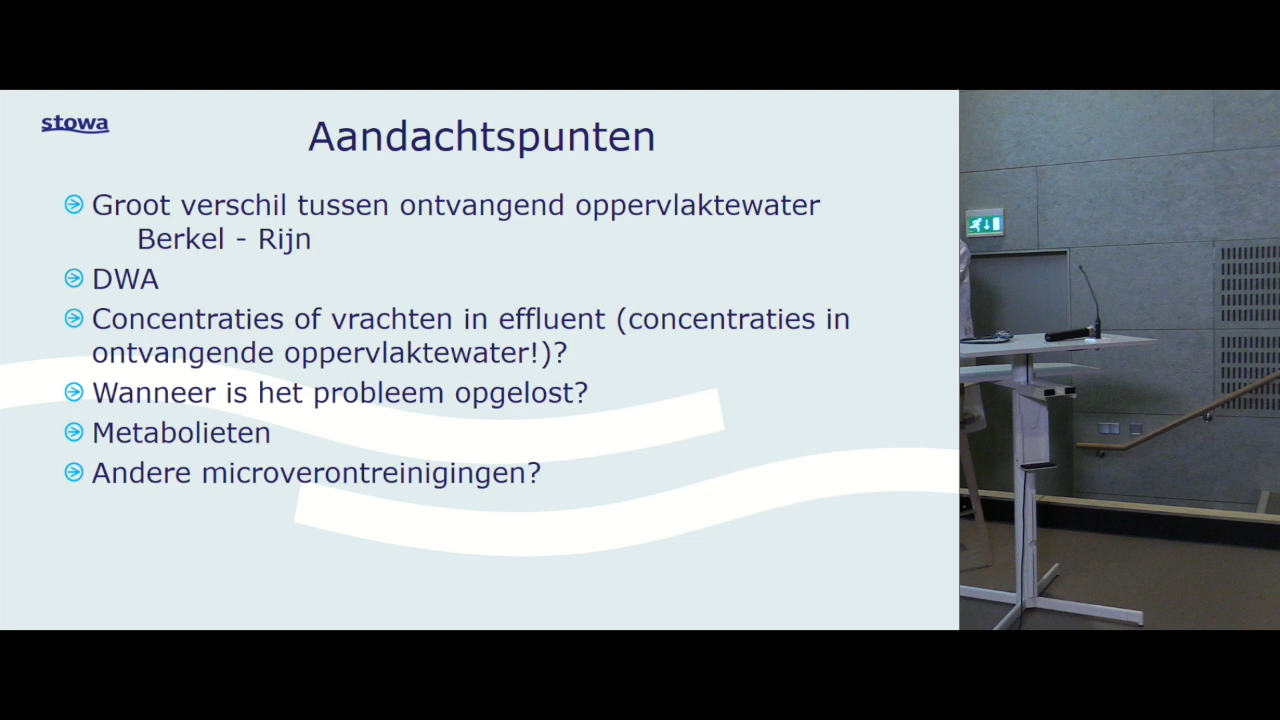 stowa
Aandachtspunten
Groot verschil tussen ontvangend oppervlaktewater
Berkel - Rijn
DWA
Concentraties of vrachten in effluent (concentraties in
ontvangende oppervlaktewater!)?
Wanneer is het probleem opgelost?
Metabolieten
Andere microverontreinigingen?